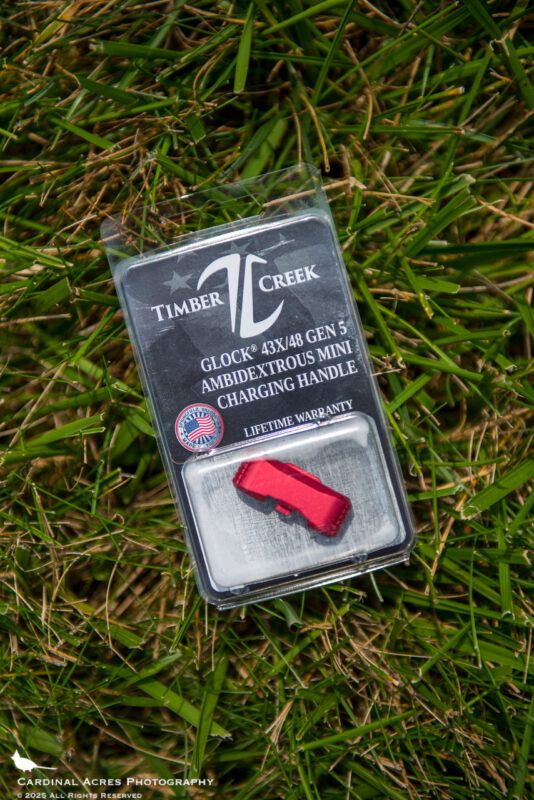 TIMBER CREEK
GLOCK® 43X/48 GEN 5
AMBIDEXTROUS MINI
CHARGING HANDLE
LIFETIME WARRANTY
CARDINAL ACRES PHOTOGRAPHY
© 2025 ALL RIGHTS RESERVED